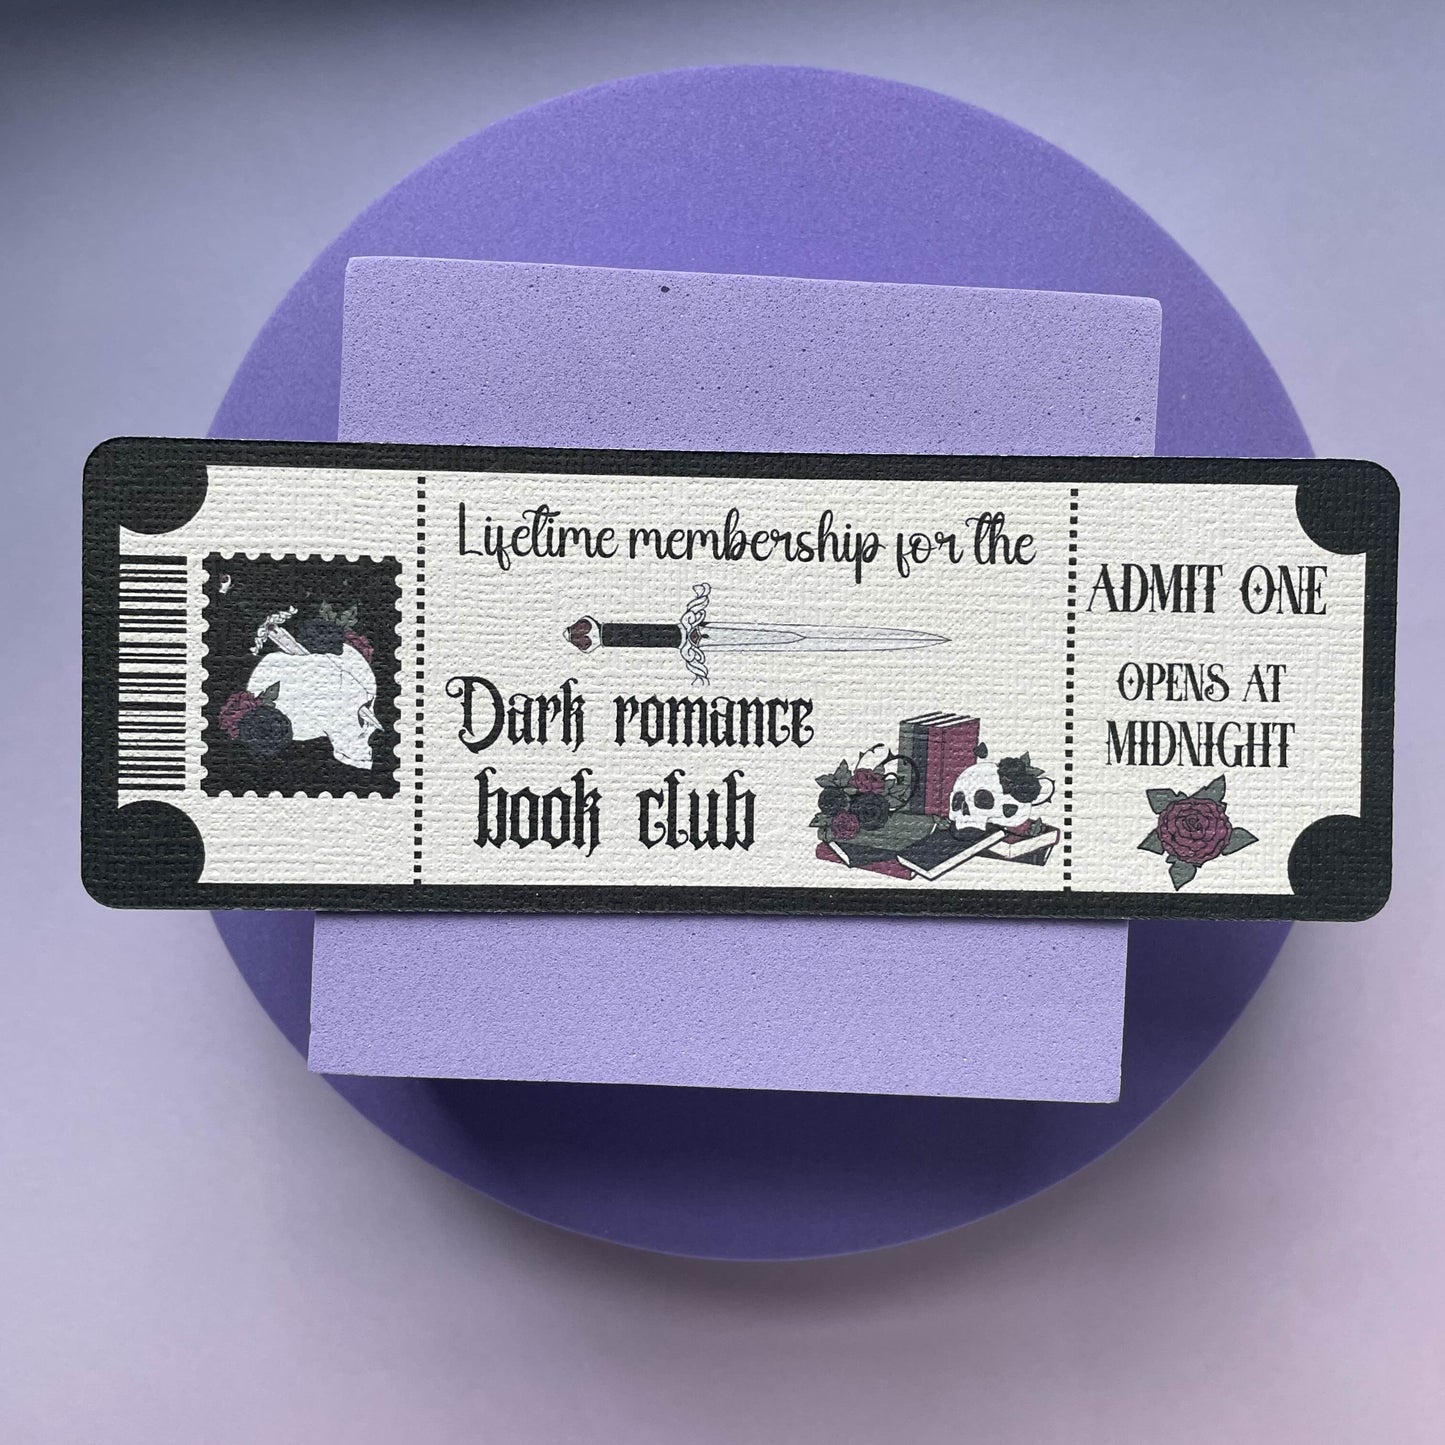 Lifetime membership for the
Dark romance
book club
ADMIT ONE
OPENS AT
MIDNIGHT